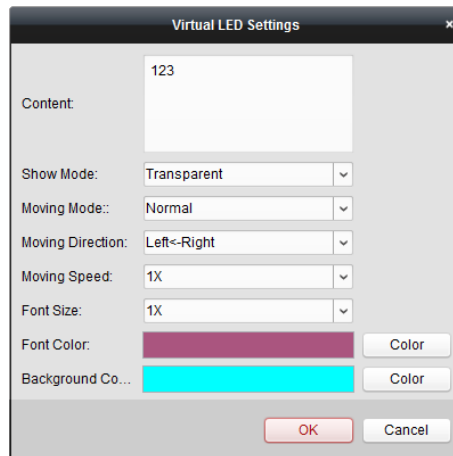 Virtual LED Settings ×
Content: 123
Show Mode: Transparent
Moving Mode:: Normal
Moving Direction: Left<-Right
Moving Speed: 1X
Font Size: 1X
Font Color: Color
Background Co... Color
OK Cancel